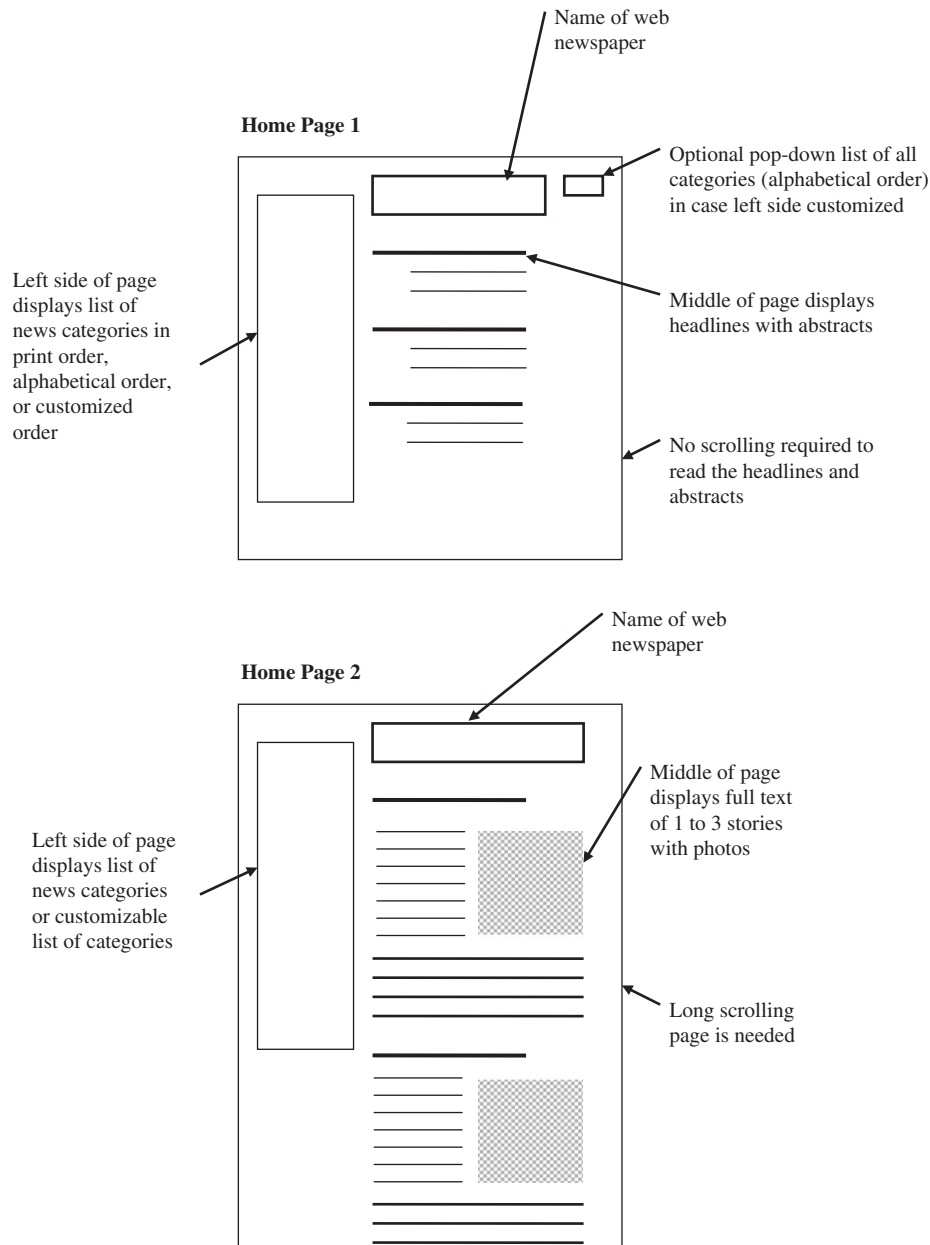 Name of web
newspaper
Home Page 1
Optional pop-down list of all
categories (alphabetical order)
in case left side customized
Left side of page
displays list of
news categories in
print order,
alphabetical order,
or customized
order
Middle of page displays
headlines with abstracts
No scrolling required to
read the headlines and
abstracts
Name of web
newspaper
Home Page 2
Middle of page
displays full text
of 1 to 3 stories
with photos
Left side of page
displays list of
news categories
or customizable
list of categories
Long scrolling
page is needed